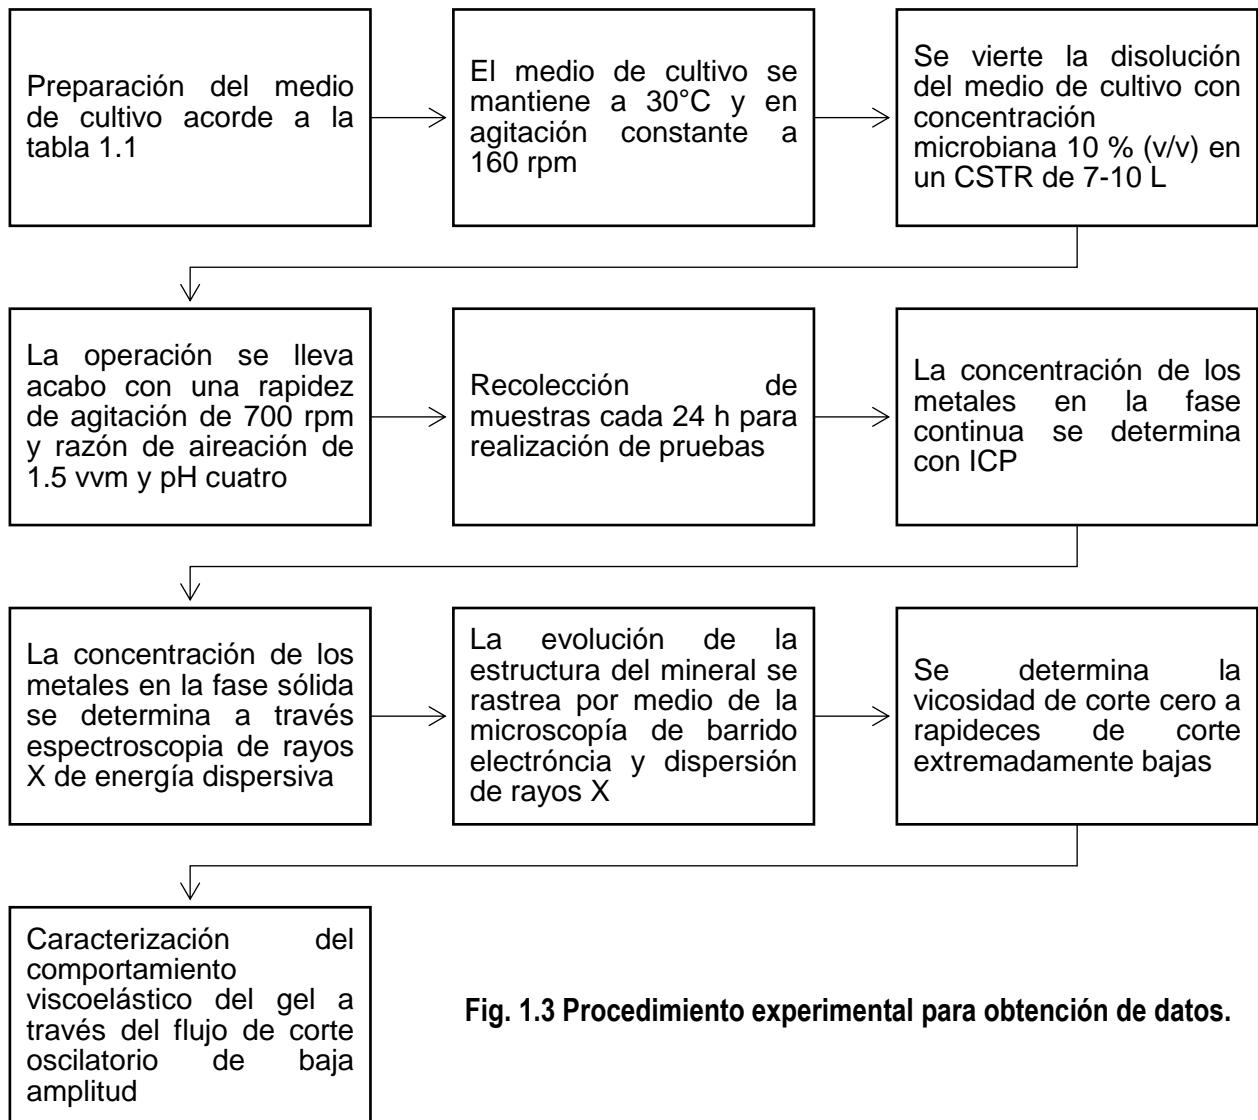 Preparación del medio
de cultivo acorde a la
tabla 1.1
El medio de cultivo se
mantiene a 30°C y en
agitación constante a
160 rpm
Se vierte la disolución
del medio de cultivo con
concentración
microbiana 10 % (v/v) en
un CSTR de 7-10 L
La operación se lleva
acabo con una rapidez
de agitación de 700 rpm
y razón de aireación de
1.5 vvm y pH cuatro
Recolección de
muestras cada 24 h para
realización de pruebas
La concentración de los
metales en la fase
continua se determina
con ICP
La concentración de los
metales en la fase sólida
se determina a través
espectroscopia de rayos
X de energía dispersiva
La evolución de la
estructura del mineral se
rastrea por medio de la
microscopía de barrido
electróncia y dispersión
de rayos X
Se determina la
vicosidad de corte cero a
rapideces de corte
extremadamente bajas
Caracterización del
comportamiento
viscoelástico del gel a
través del flujo de corte
oscilatorio de baja
amplitud
Fig. 1.3 Procedimiento experimental para obtención de datos.